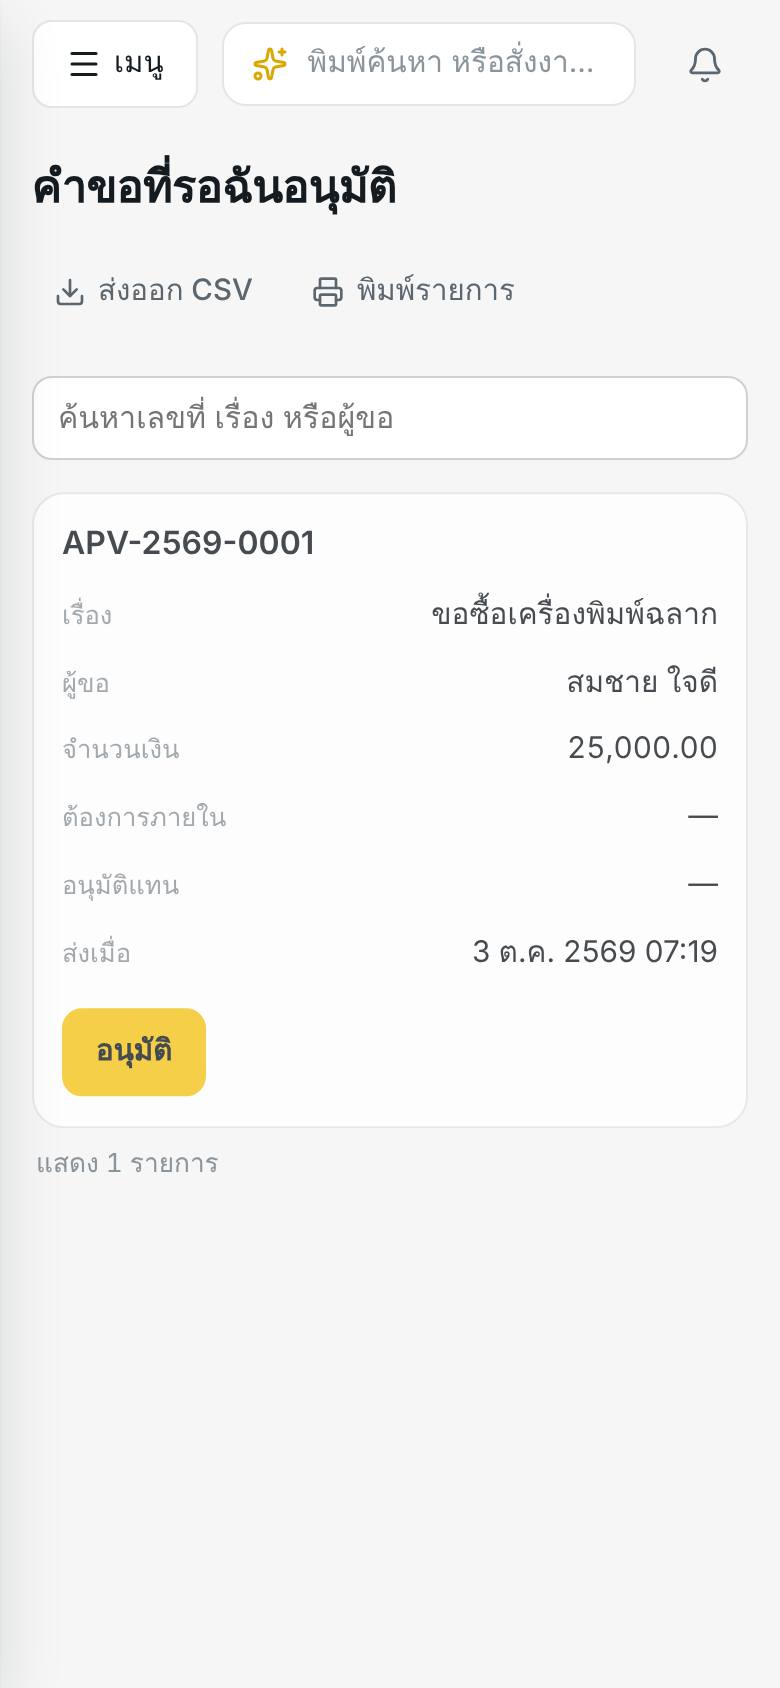 เมนู
พิมพ์ค้นหา หรือสั่งงา...
คำขอที่รอฉันอนุมัติ
ส่งออก CSV
พิมพ์รายการ
ค้นหาเลขที่ เรื่อง หรือผู้ขอ
APV-2569-0001
เรื่อง ขอซื้อเครื่องพิมพ์ฉลาก
ผู้ขอ สมชาย ใจดี
จำนวนเงิน 25,000.00
ต้องการภายใน —
อนุมัติแทน —
ส่งเมื่อ 3 ต.ค. 2569 07:19
อนุมัติ
แสดง 1 รายการ